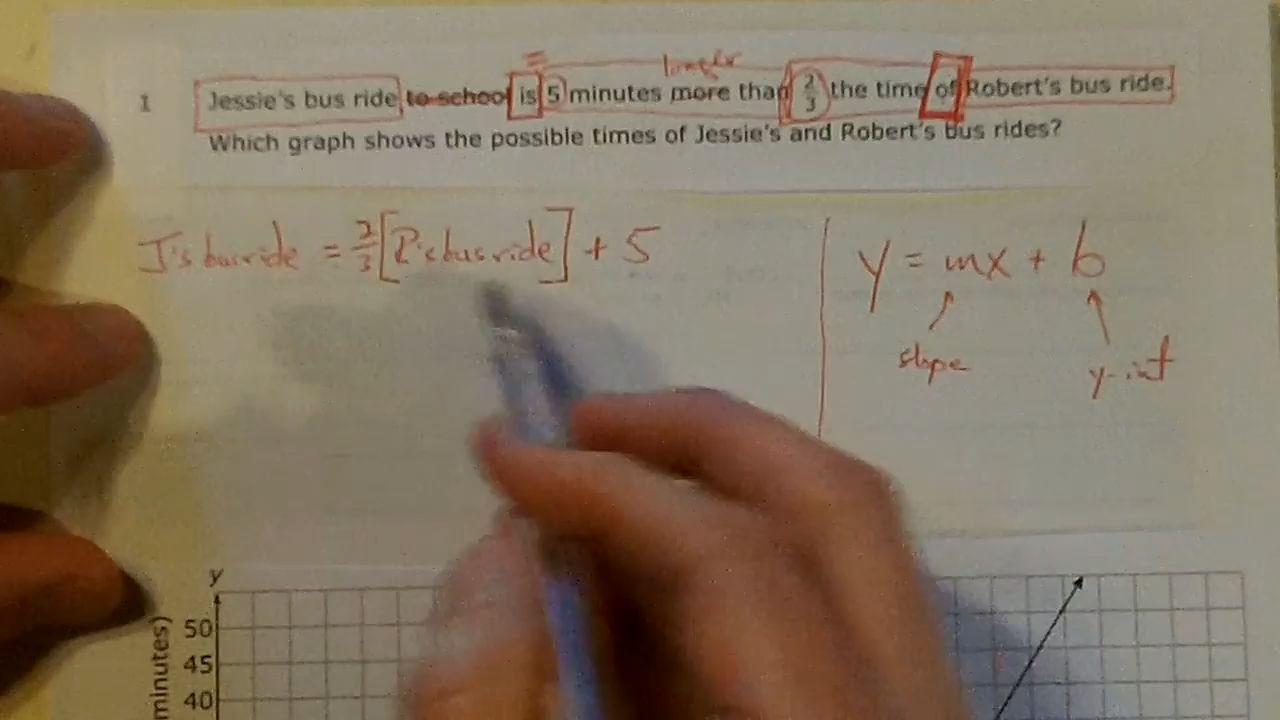 = longer
1 Jessie's bus ride to school is 5 minutes more than 2/3 the time of Robert's bus ride.
Which graph shows the possible times of Jessie's and Robert's bus rides?
J's bus ride = 2/3 [R's bus ride] + 5
y = mx + b
slope
y-int
y
50
45
40
minutes)